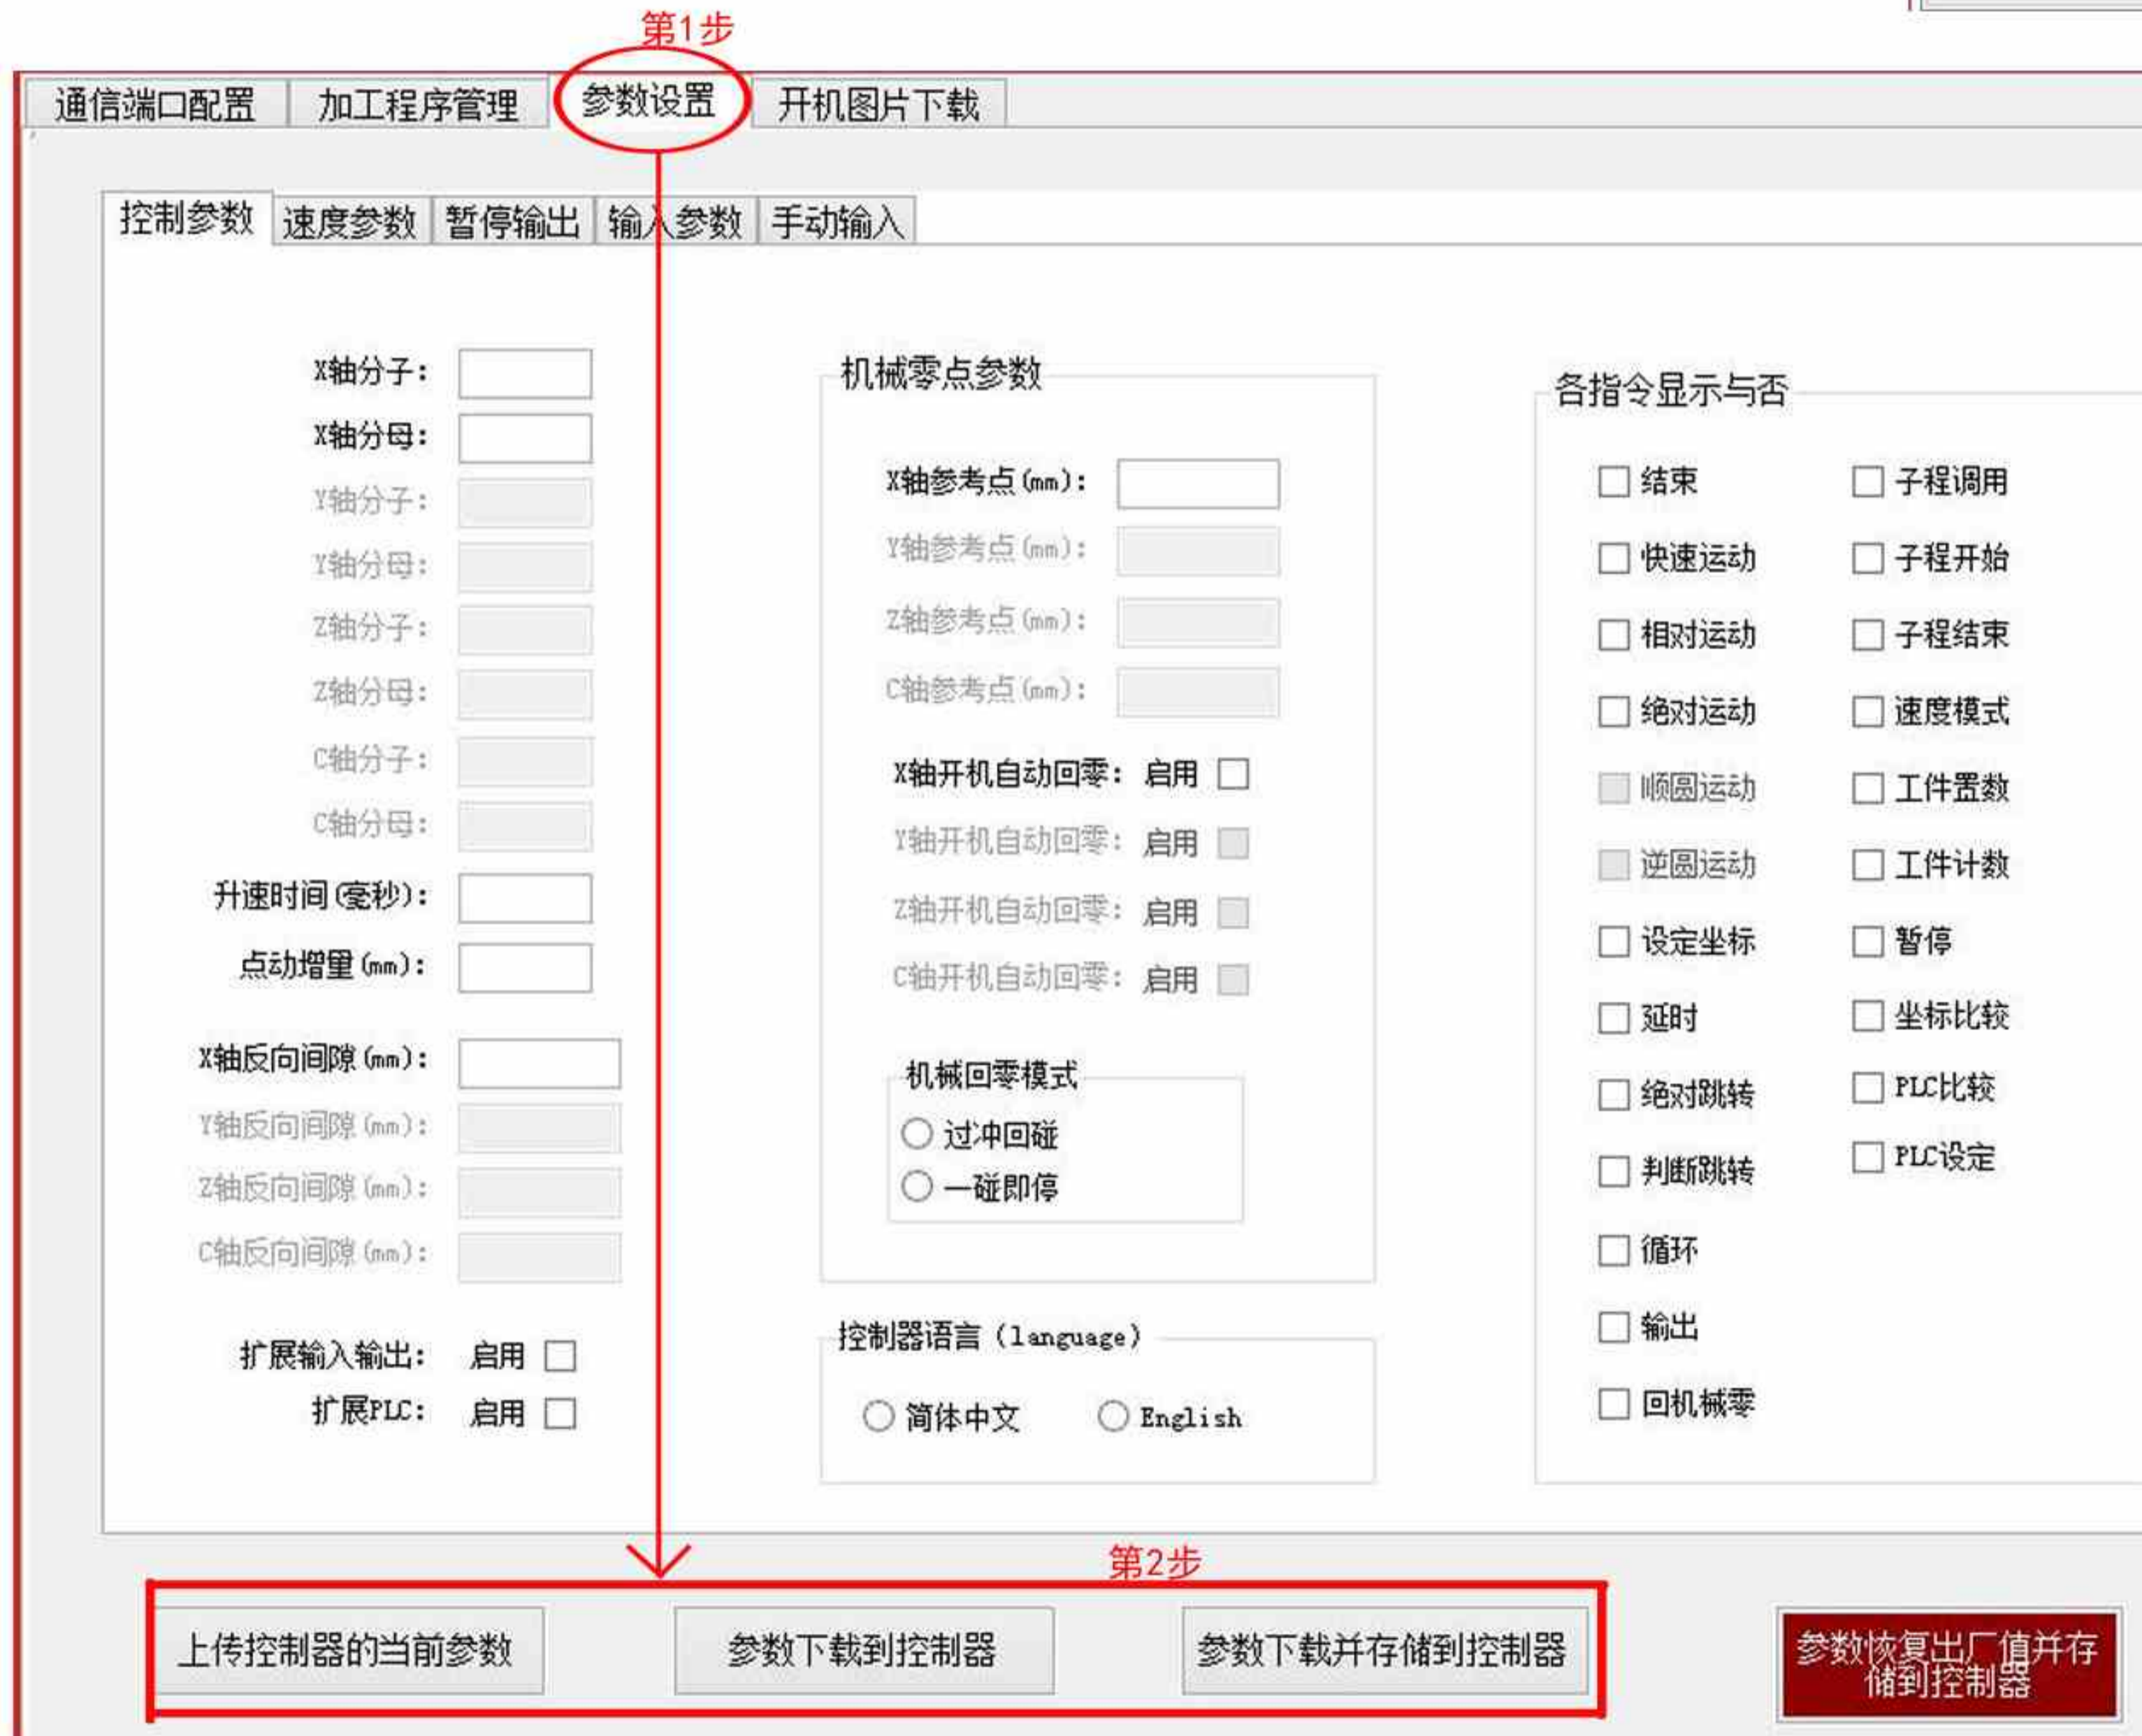 第1步
通信端口配置 加工程序管理 参数设置 开机图片下载
控制参数 速度参数 暂停输出 输入参数 手动输入
X轴分子:
X轴分母:
Y轴分子:
Y轴分母:
Z轴分子:
Z轴分母:
C轴分子:
C轴分母:
升速时间(毫秒):
点动增量(mm):
X轴反向间隙(mm):
Y轴反向间隙(mm):
Z轴反向间隙(mm):
C轴反向间隙(mm):
扩展输入输出: 启用
扩展PLC: 启用
机械零点参数
X轴参考点(mm):
Y轴参考点(mm):
Z轴参考点(mm):
C轴参考点(mm):
X轴开机自动回零: 启用
Y轴开机自动回零: 启用
Z轴开机自动回零: 启用
C轴开机自动回零: 启用
机械回零模式
过冲回碰
一碰即停
控制器语言 (language)
简体中文 English
各指令显示与否
结束 子程调用
快速运动 子程开始
相对运动 子程结束
绝对运动 速度模式
顺圆运动 工件置数
逆圆运动 工件计数
设定坐标 暂停
延时 坐标比较
绝对跳转 PLC比较
判断跳转 PLC设定
循环
输出
回机械零
第2步
上传控制器的当前参数 参数下载到控制器 参数下载并存储到控制器
参数恢复出厂值并存
储到控制器